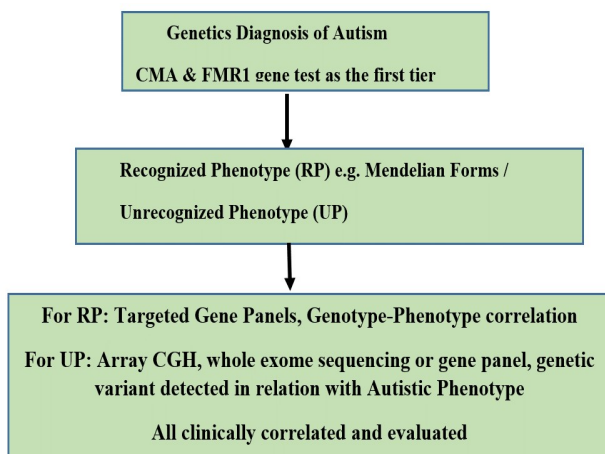 Genetics Diagnosis of Autism
CMA & FMR1 gene test as the first tier
Recognized Phenotype (RP) e.g. Mendelian Forms /
Unrecognized Phenotype (UP)
For RP: Targeted Gene Panels, Genotype-Phenotype correlation
For UP: Array CGH, whole exome sequencing or gene panel, genetic
variant detected in relation with Autistic Phenotype
All clinically correlated and evaluated